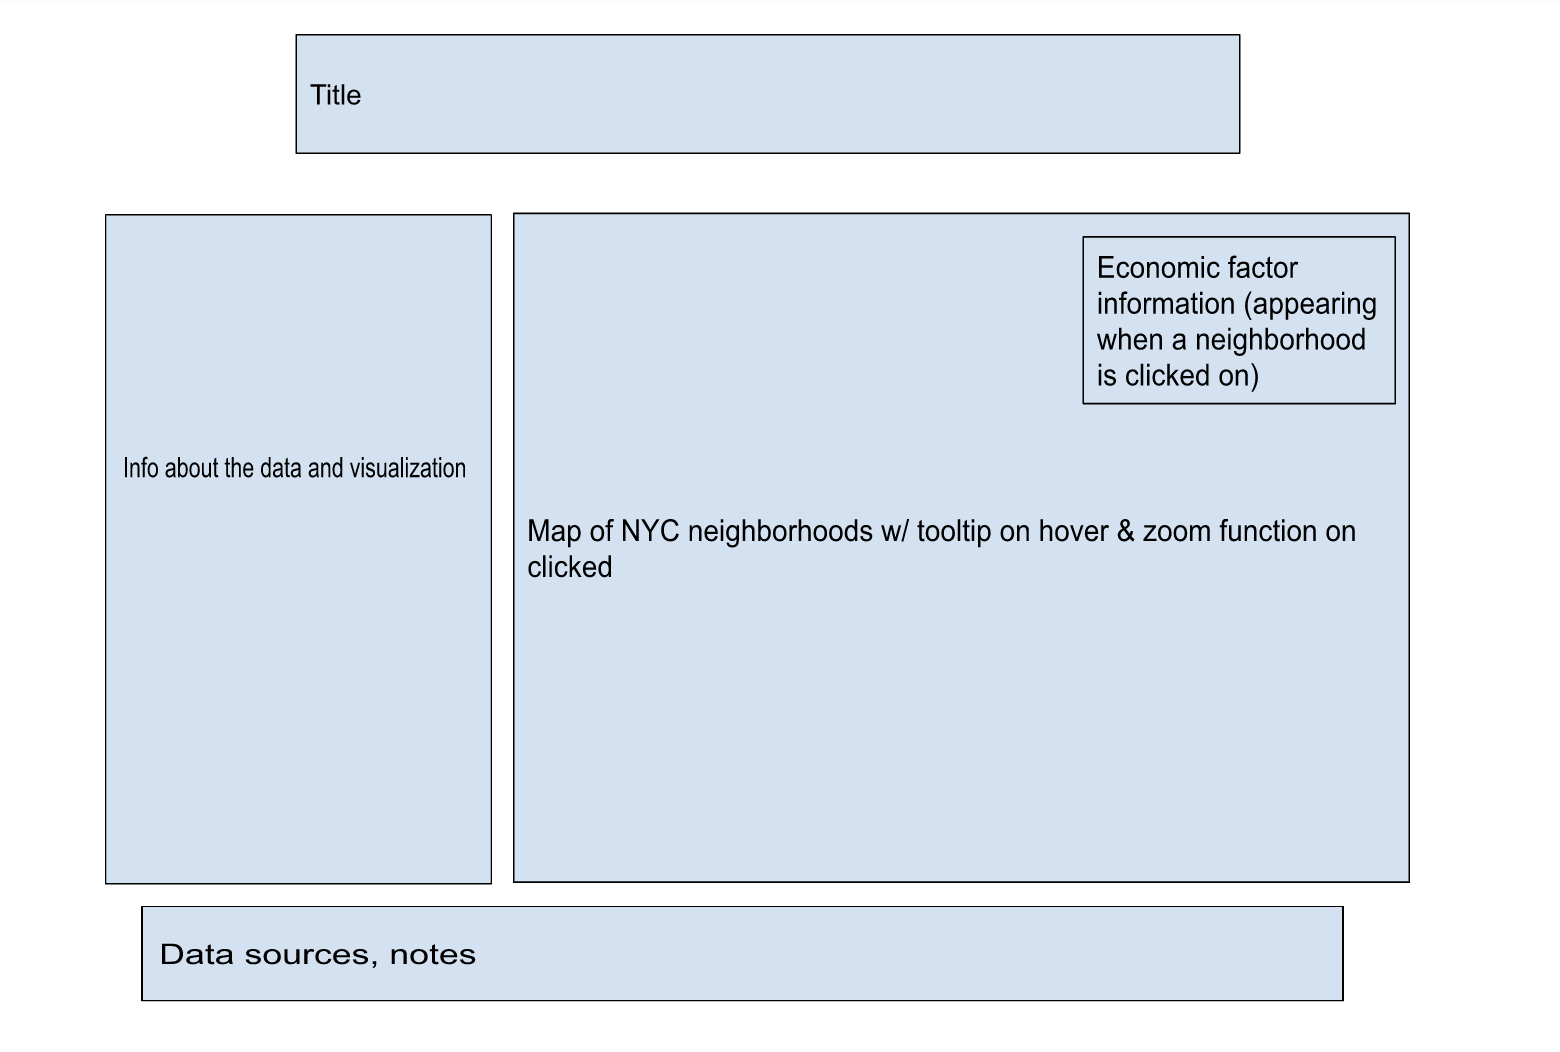 Title
Economic factor
information (appearing
when a neighborhood
is clicked on)
Info about the data and visualization
Map of NYC neighborhoods w/ tooltip on hover & zoom function on
clicked
Data sources, notes